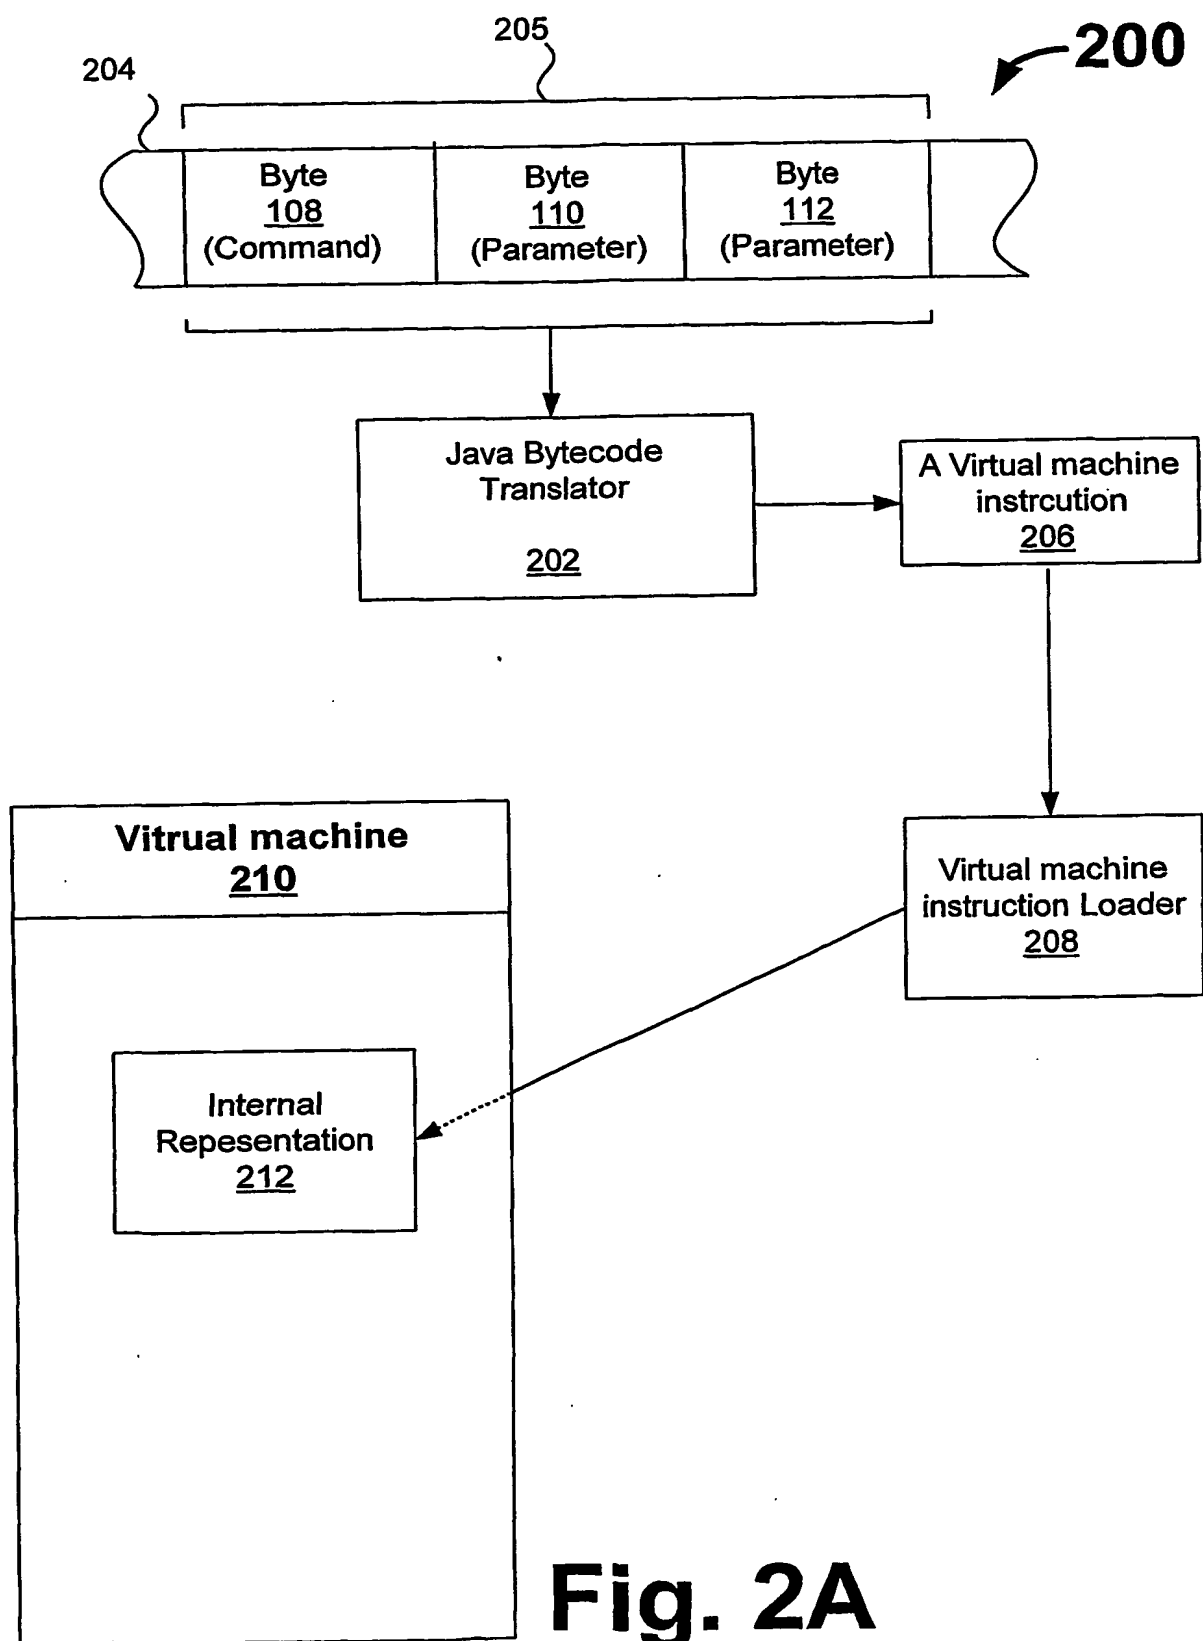 205
200
204
Byte
108
(Command)
Byte
110
(Parameter)
Byte
112
(Parameter)
Java Bytecode
Translator
202
A Virtual machine
instrcution
206
Vitrual machine
210
Virtual machine
instruction Loader
208
Internal
Repesentation
212
Fig. 2A